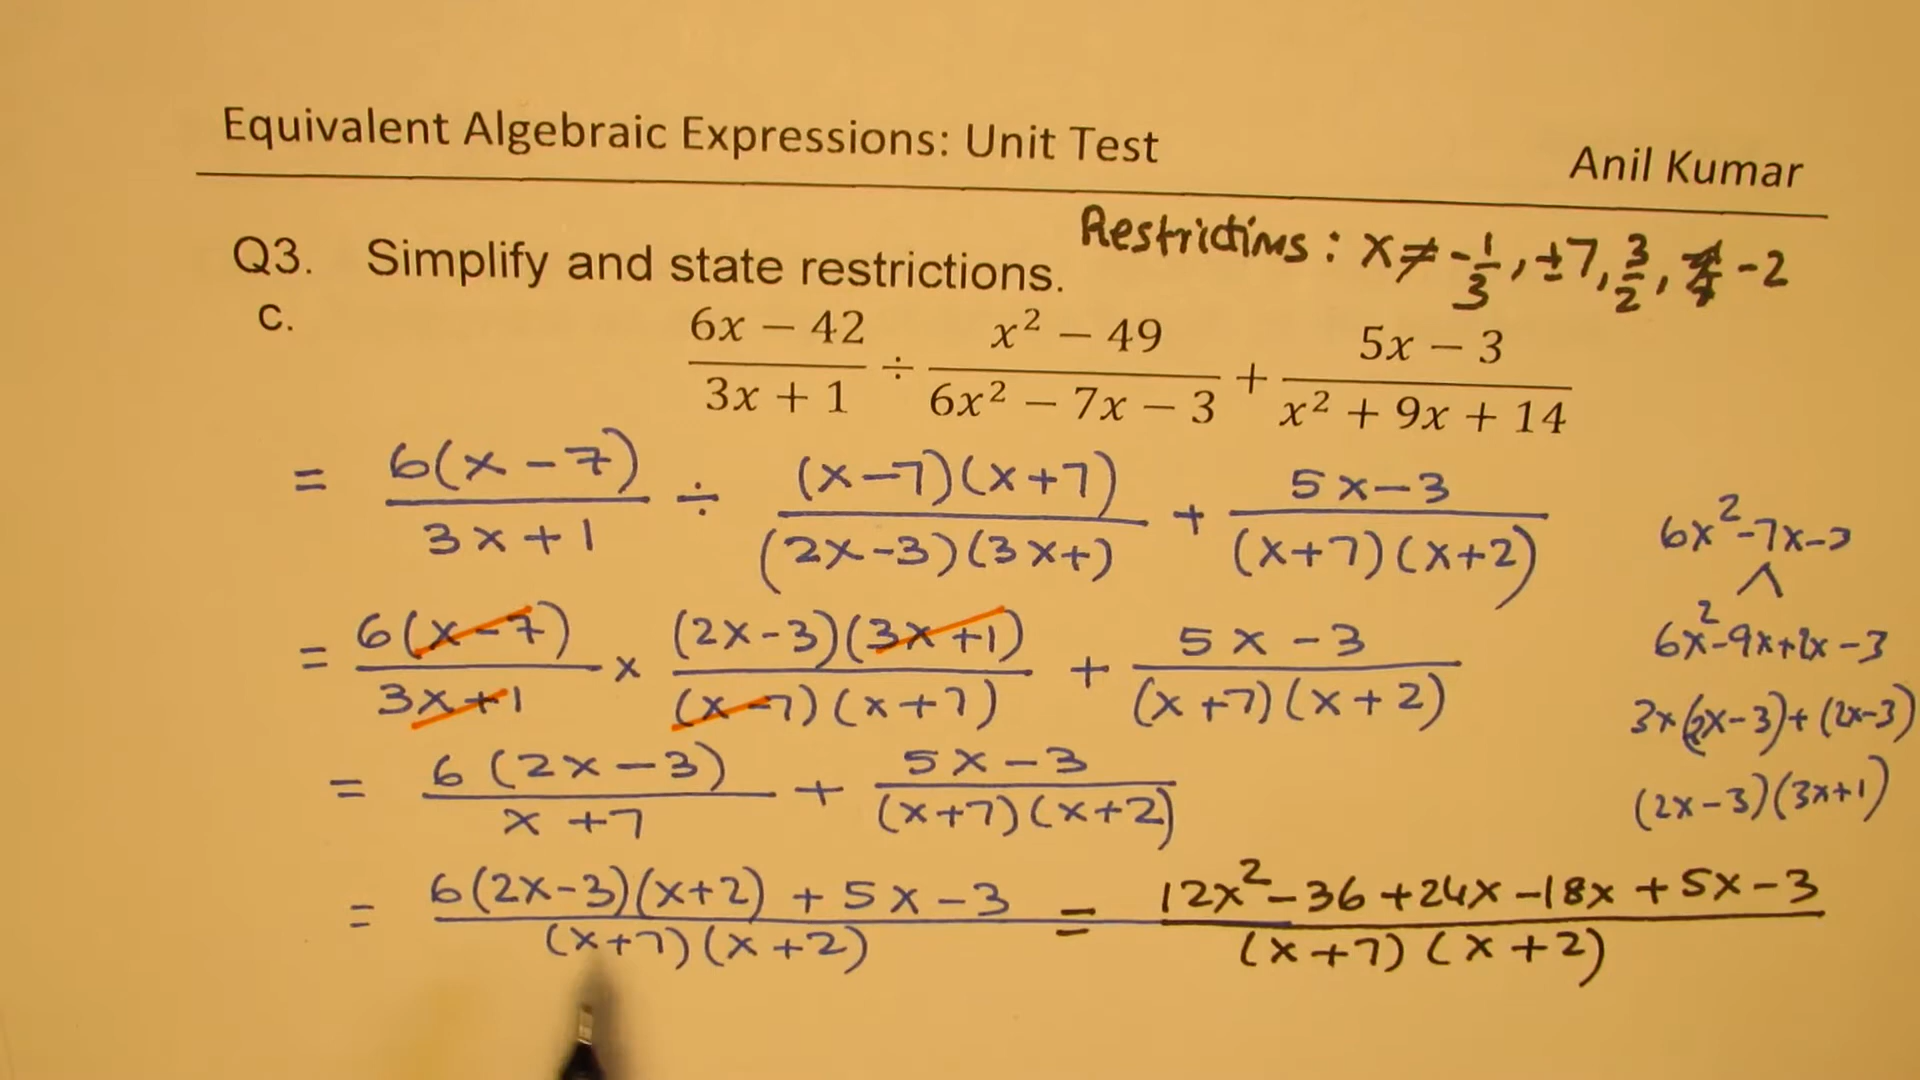 Equivalent Algebraic Expressions: Unit Test
Anil Kumar
Restrictions : x ≠ -1/3, ±7, 3/2, -2
Q3. Simplify and state restrictions.
c.
(6x − 42)/(3x + 1) ÷ (x² − 49)/(6x² − 7x − 3) + (5x − 3)/(x² + 9x + 14)
= 6(x-7)/(3x+1) ÷ (x-7)(x+7)/((2x-3)(3x+) + (5x-3)/((x+7)(x+2))
= 6(x-7)/(3x+1) × (2x-3)(3x+1)/((x-7)(x+7)) + (5x-3)/((x+7)(x+2))
= 6(2x-3)/(x+7) + (5x-3)/((x+7)(x+2))
= (6(2x-3)(x+2) + 5x-3)/((x+7)(x+2)) = (12x²-36+24x-18x+5x-3)/((x+7)(x+2))
6x²-7x-3
6x²-9x+2x-3
3x(2x-3)+(2x-3)
(2x-3)(3x+1)